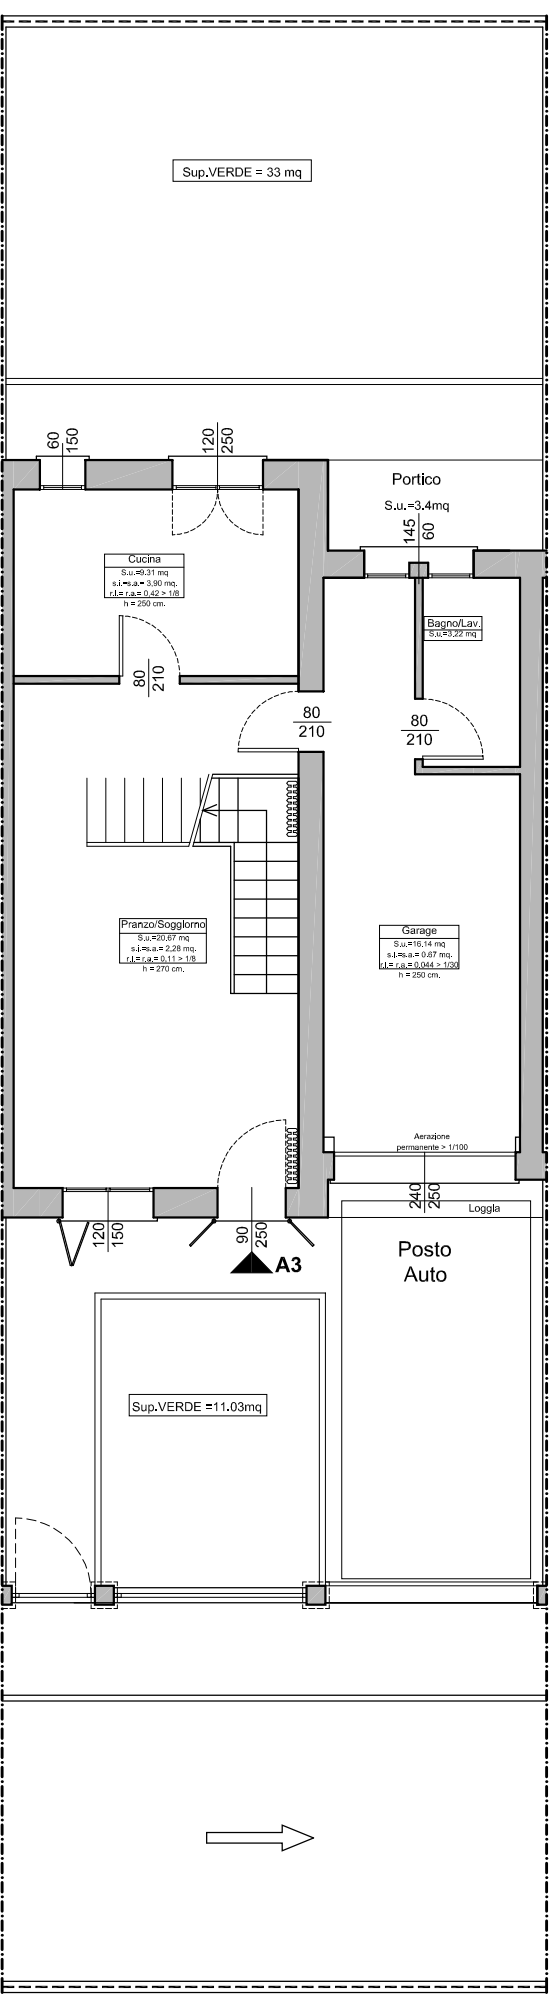 Sup.VERDE = 33 mq
60
150
120
250
Portico
S.u.=3.4mq
145
60
Cucina
S.u.=9.31 mq
s.i.=s.a.= 3,90 mq.
r.i.= r.a.= 0,42 > 1/8
h = 250 cm.
Bagno/Lav.
S.u.=3,22 mq
80
210
80
210
80
210
Pranzo/Soggiorno
S.u.=20.67 mq
s.i.=s.a.= 2,28 mq.
r.i.= r.a.= 0,11 > 1/8
h = 270 cm.
Garage
S.u.=16.14 mq
s.i.=s.a.= 0.67 mq.
r.i.= r.a.= 0,044 > 1/30
h = 250 cm.
Aerazione
permanente > 1/100
120
150
90
250
240
250
Loggia
A3
Posto
Auto
Sup.VERDE =11.03mq